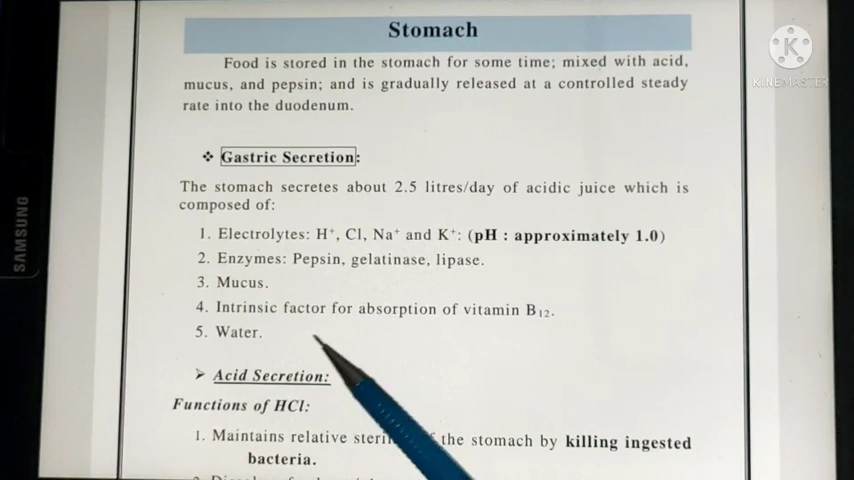 Stomach
Food is stored in the stomach for some time; mixed with acid,
mucus, and pepsin; and is gradually released at a controlled steady
rate into the duodenum.
❖ Gastric Secretion:
The stomach secretes about 2.5 litres/day of acidic juice which is
composed of:
1. Electrolytes: H⁺, Cl, Na⁺ and K⁺: (pH : approximately 1.0)
2. Enzymes: Pepsin, gelatinase, lipase.
3. Mucus.
4. Intrinsic factor for absorption of vitamin B₁₂.
5. Water.
➢ Acid Secretion:
Functions of HCl:
1. Maintains relative the stomach by killing ingested
bacteria.
K
KINEMASTER
SAMSUNG